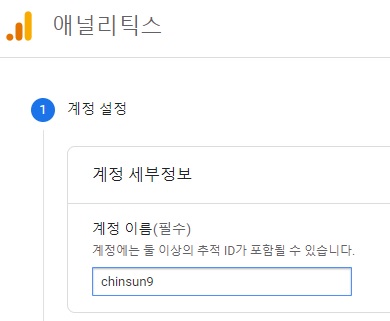 애널리틱스
1 계정 설정
계정 세부정보
계정 이름(필수)
계정에는 둘 이상의 추적 ID가 포함될 수 있습니다.
chinsun9